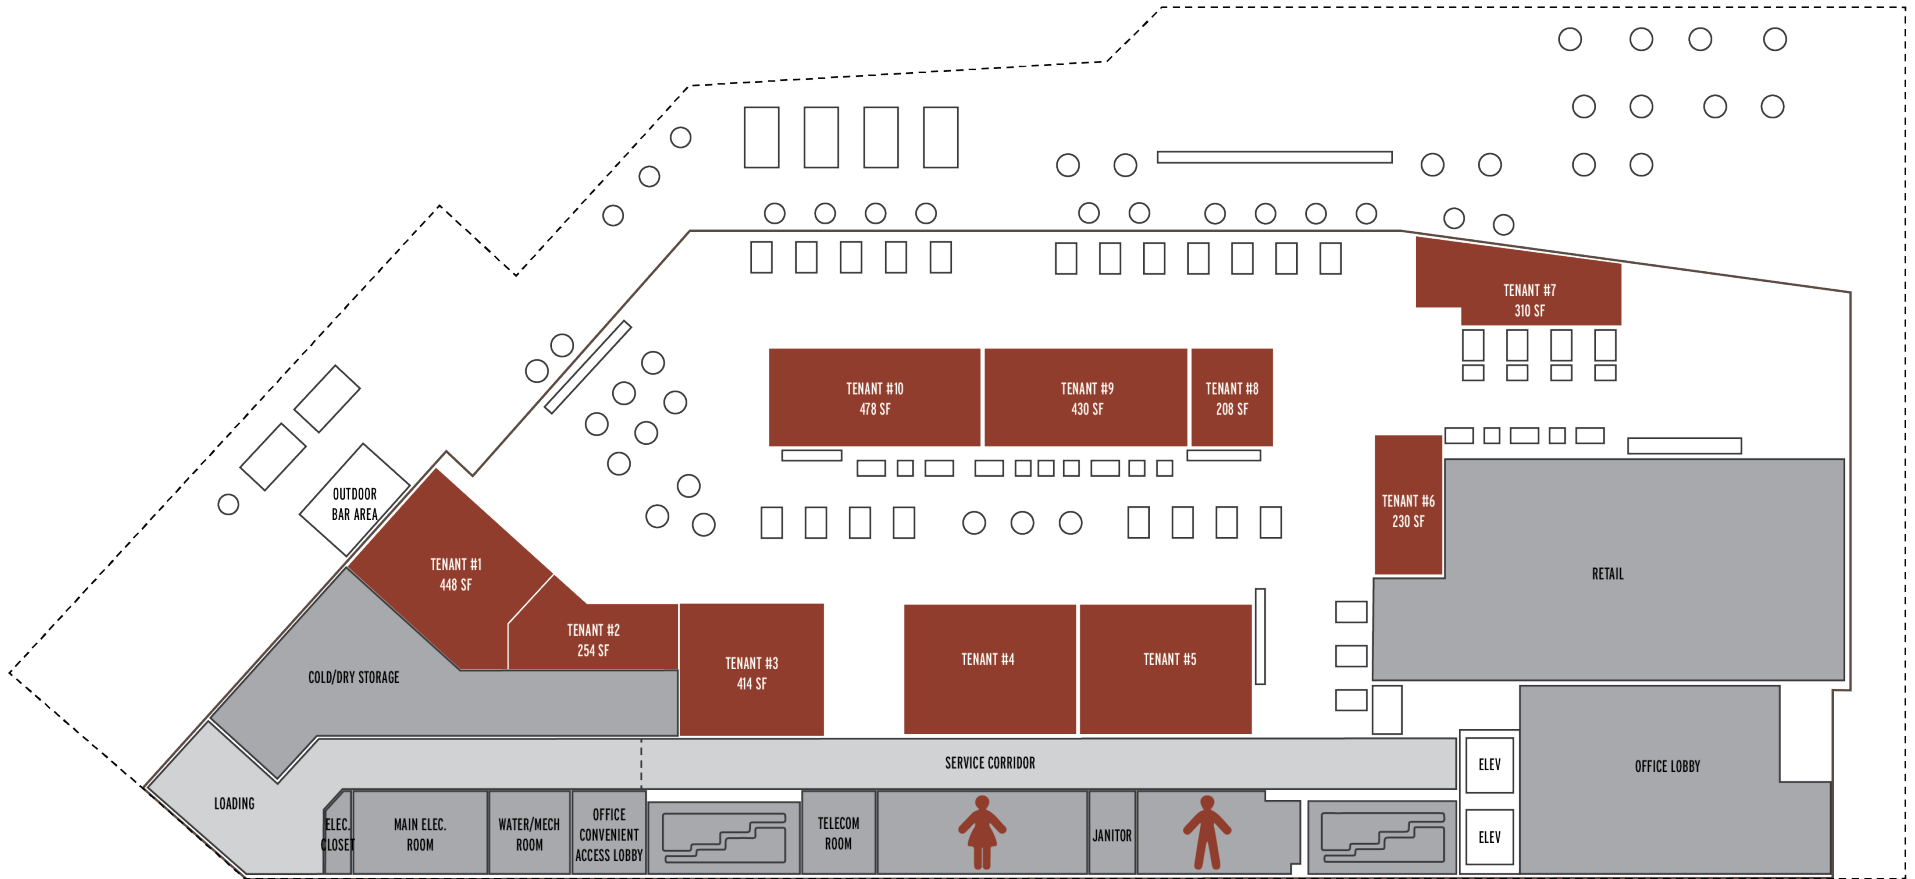 TENANT #7
310 SF
TENANT #10
478 SF
TENANT #9
430 SF
TENANT #8
208 SF
OUTDOOR
BAR AREA
TENANT #6
230 SF
TENANT #1
448 SF
RETAIL
TENANT #2
254 SF
TENANT #3
414 SF
TENANT #4
TENANT #5
COLD/DRY STORAGE
SERVICE CORRIDOR
ELEV
OFFICE LOBBY
LOADING
ELEC.
CLOSET
MAIN ELEC.
ROOM
WATER/MECH
ROOM
OFFICE
CONVENIENT
ACCESS LOBBY
TELECOM
ROOM
JANITOR
ELEV